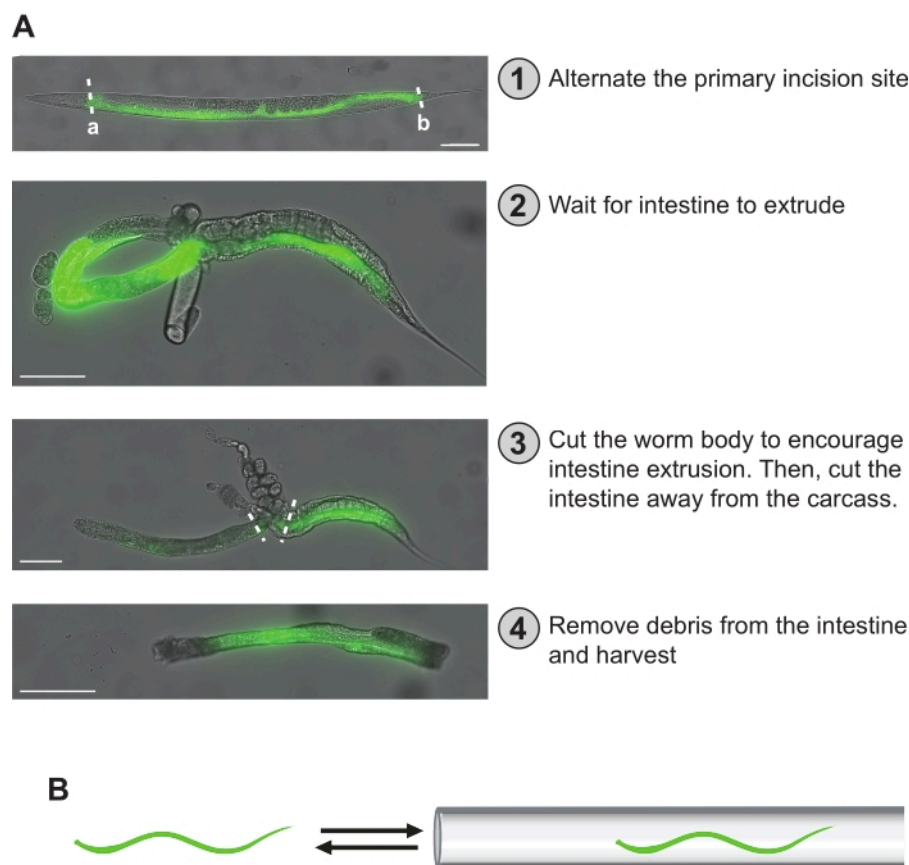 A
a
b
1 Alternate the primary incision site
2 Wait for intestine to extrude
3 Cut the worm body to encourage
intestine extrusion. Then, cut the
intestine away from the carcass.
4 Remove debris from the intestine
and harvest
B